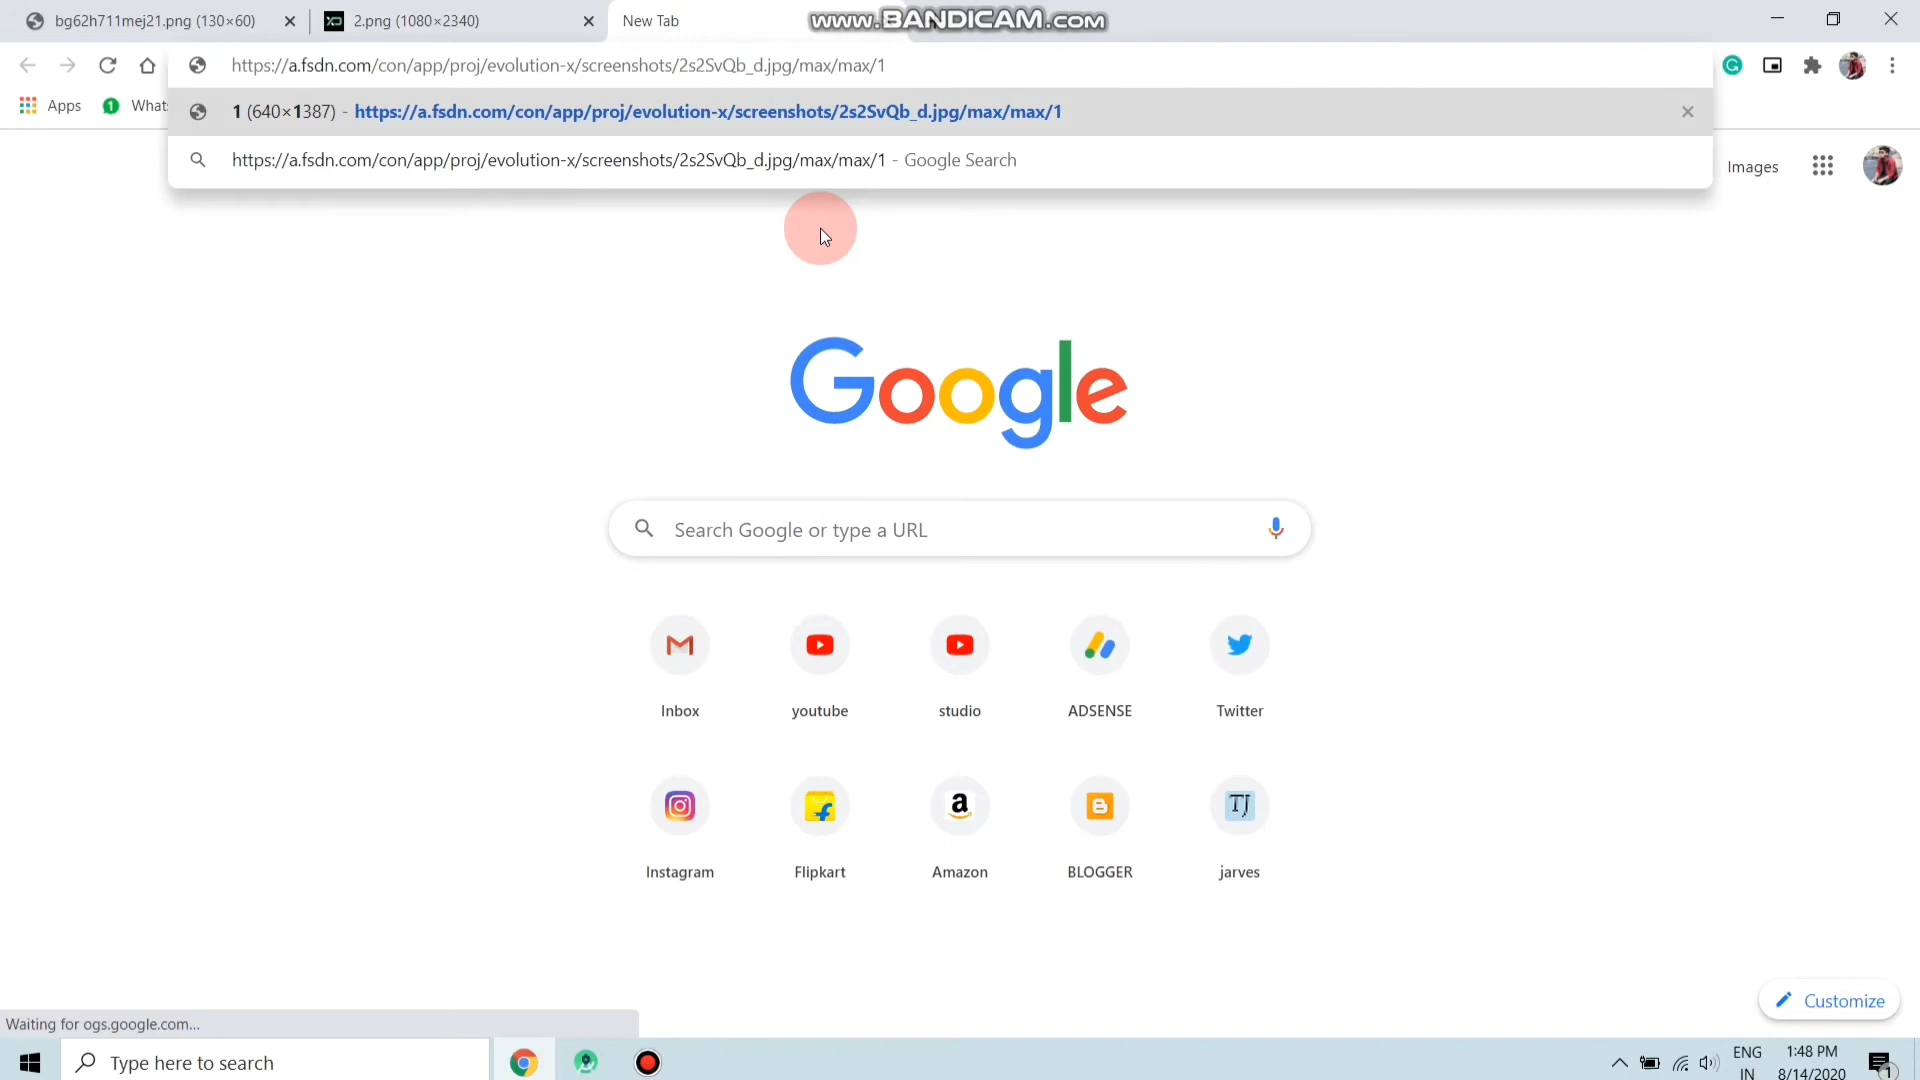 bg62h711mej21.png (130×60)
2.png (1080×2340)
New Tab
www.BANDICAM.com
https://a.fsdn.com/con/app/proj/evolution-x/screenshots/2s2SvQb_d.jpg/max/max/1
Apps
1
What
1 (640×1387) - https://a.fsdn.com/con/app/proj/evolution-x/screenshots/2s2SvQb_d.jpg/max/max/1
https://a.fsdn.com/con/app/proj/evolution-x/screenshots/2s2SvQb_d.jpg/max/max/1 - Google Search
Images
Google
Search Google or type a URL
Inbox
youtube
studio
ADSENSE
Twitter
TJ
Instagram
Flipkart
Amazon
BLOGGER
jarves
Customize
Waiting for ogs.google.com...
Type here to search
ENG
IN
1:48 PM
8/14/2020
1